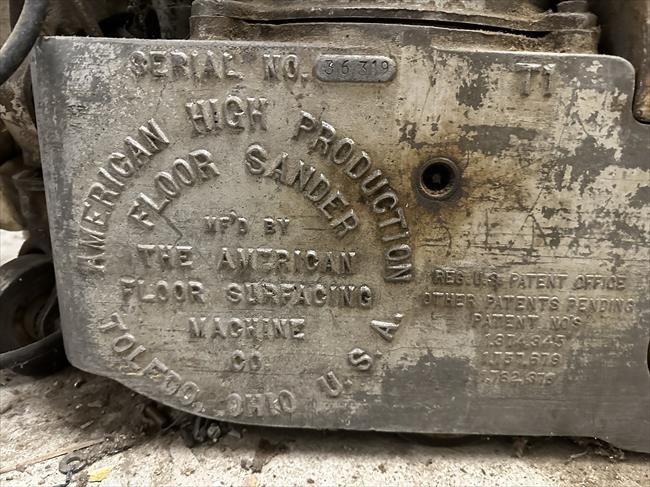 SERIAL NO. 36319
T1
AMERICAN HIGH PRODUCTION
FLOOR SANDER
MF'D BY
THE AMERICAN
FLOOR SURFACING
MACHINE
CO.
TOLEDO, OHIO U.S.A.
REG. U.S. PATENT OFFICE
OTHER PATENTS PENDING
PATENT NO'S